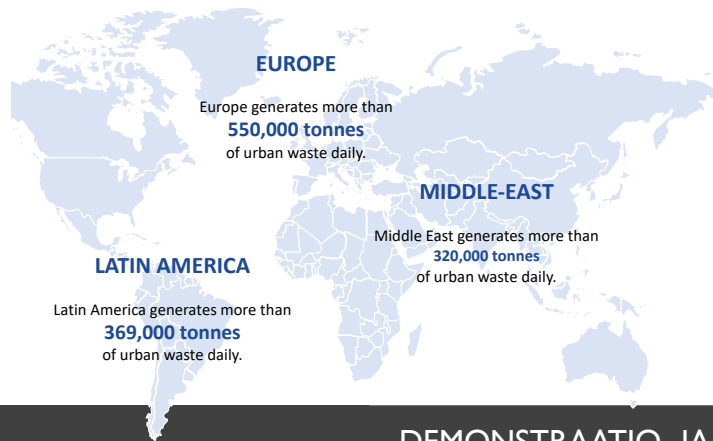 EUROPE
Europe generates more than
550,000 tonnes
of urban waste daily.
MIDDLE-EAST
Middle East generates more than
320,000 tonnes
of urban waste daily.
LATIN AMERICA
Latin America generates more than
369,000 tonnes
of urban waste daily.
DEMONSTRAATIO JA